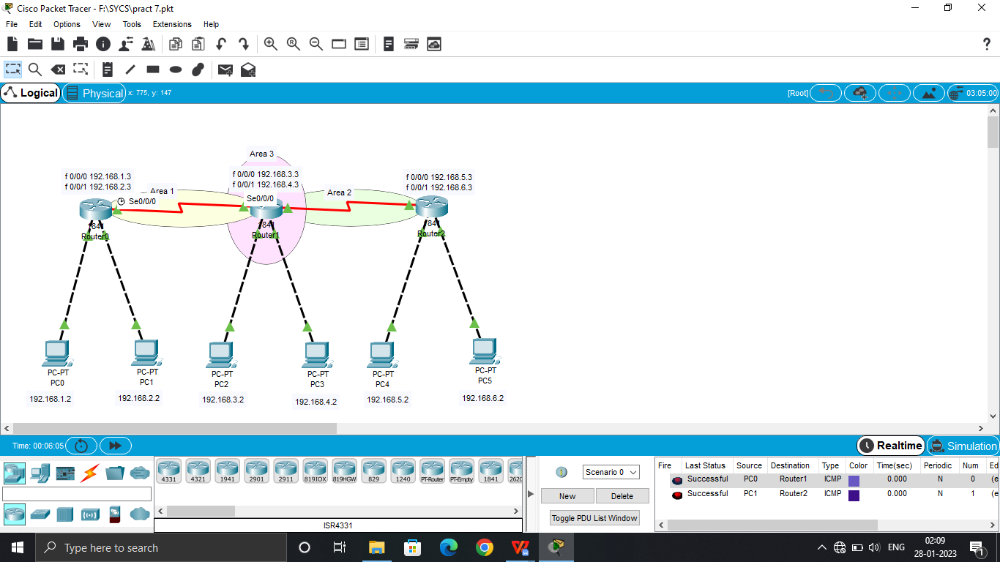 Cisco Packet Tracer - F:\SYCS\pract 7.pkt
File Edit Options View Tools Extensions Help
Logical Physical x: 775, y: 147 [Root] 03:05:00
Area 3
f 0/0/0 192.168.1.3
f 0/0/1 192.168.2.3
f 0/0/0 192.168.3.3
f 0/0/1 192.168.4.3
f 0/0/0 192.168.5.3
f 0/0/1 192.168.6.3
Area 1
Area 2
Se0/0/0
Se0/0/0
1841
Router0
1841
Router1
1841
Router2
PC-PT
PC0
PC-PT
PC1
PC-PT
PC2
PC-PT
PC3
PC-PT
PC4
PC-PT
PC5
192.168.1.2
192.168.2.2
192.168.3.2
192.168.4.2
192.168.5.2
192.168.6.2
Time: 00:06:05 Realtime Simulation
4331 4321 1941 2901 2911 819IOX 819HGW 829 1240 PT-Router PT-Empty 1841 2620
ISR4331
Scenario 0
New Delete
Toggle PDU List Window
Fire Last Status Source Destination Type Color Time(sec) Periodic Num Ed
Successful PC0 Router1 ICMP 0.000 N 0 (e
Successful PC1 Router2 ICMP 0.000 N 1 (e
Type here to search
ENG
02:09
28-01-2023
1